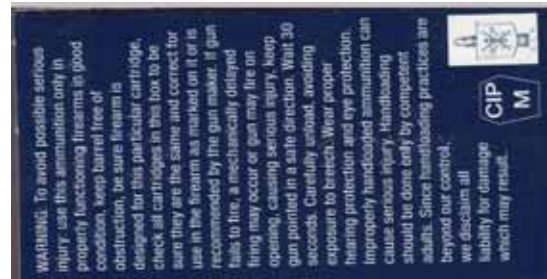 WARNING: To avoid possible serious
injury use this ammunition only in
properly functioning firearms in good
condition, keep barrel free of
obstruction, be sure firearm is
designed for this particular cartridge,
check all cartridges in this box to be
sure they are the same and correct for
use in the firearm as marked on it or is
recommended by the gun maker. If gun
fails to fire, a mechanically delayed
firing may occur or gun may fire on
opening, causing serious injury, keep
gun pointed in a safe direction. Wait 30
seconds. Carefully unload, avoiding
exposure to breech. Wear proper
hearing protection and eye protection.
Improperly handloaded ammunition can
cause serious injury. Handloading
should be done only by competent
adults. Since handloading practices are
beyond our control,
we disclaim all
liability for damage
which may result.
CIP
M